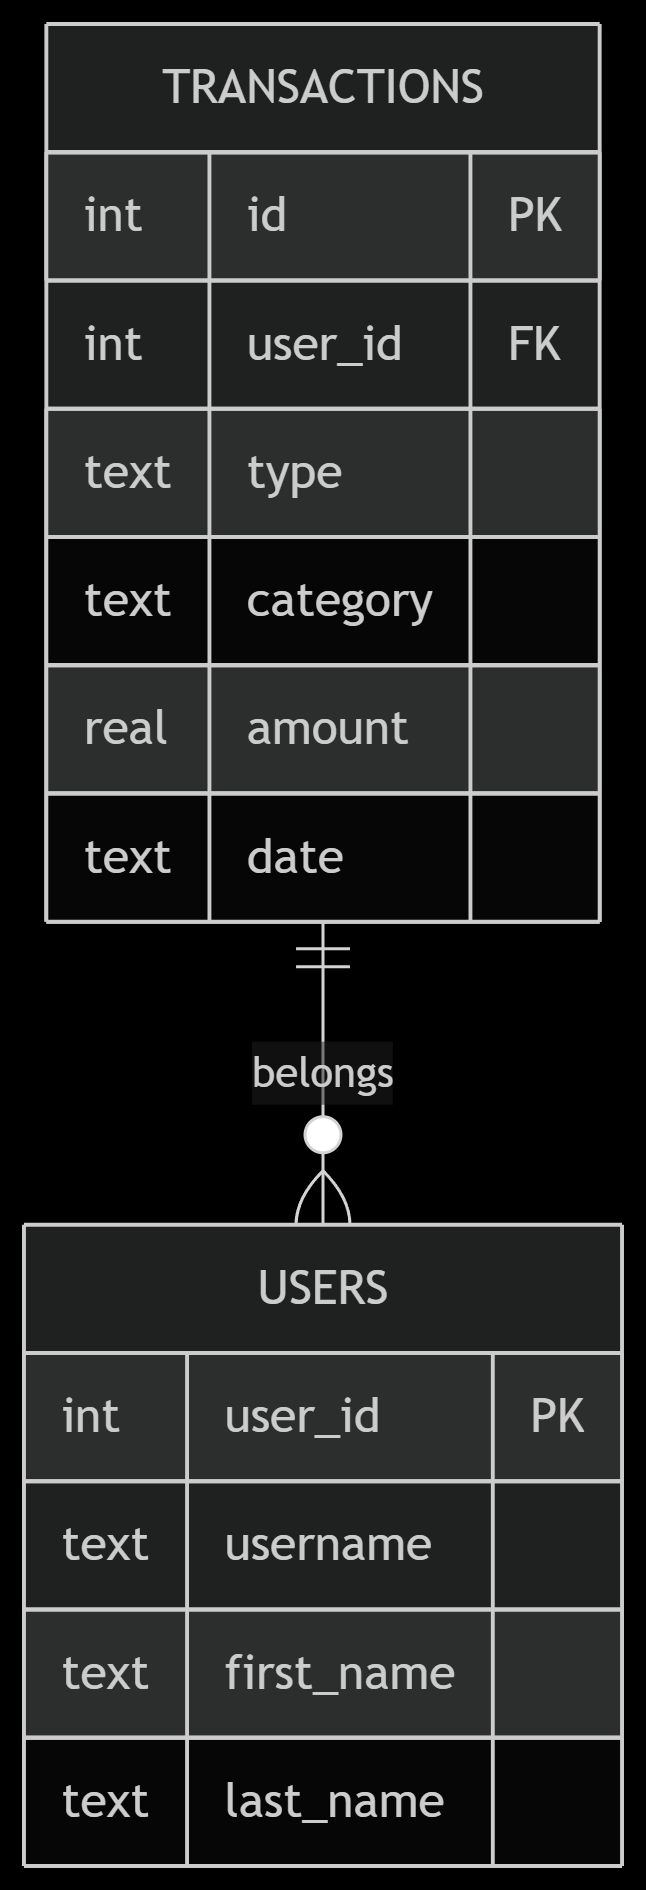 TRANSACTIONS
int id PK
int user_id FK
text type
text category
real amount
text date
belongs
USERS
int user_id PK
text username
text first_name
text last_name